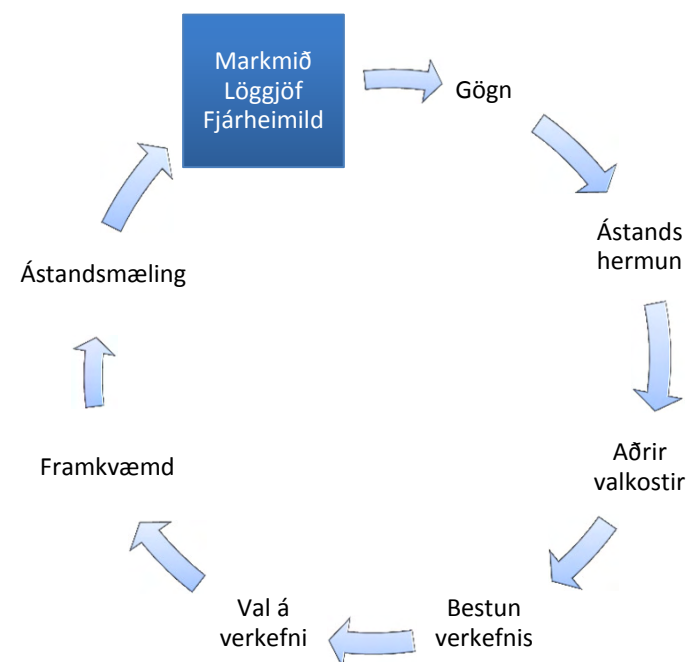 Markmið
Löggjöf
Fjárheimild
Gögn
Ástands
hermun
Aðrir
valkostir
Bestun
verkefnis
Val á
verkefni
Framkvæmd
Ástandsmæling